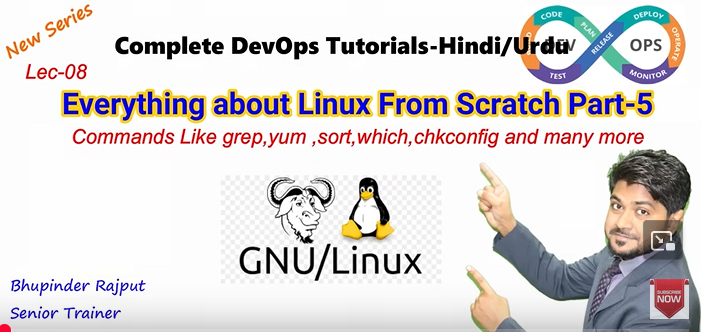 New Series
Complete DevOps Tutorials-Hindi/Urdu
CODE
PLAN
RELEASE
DEPLOY
OPERATE
MONITOR
TEST
OPS
Lec-08
Everything about Linux From Scratch Part-5
Commands Like grep,yum ,sort,which,chkconfig and many more
GNU/Linux
Bhupinder Rajput
Senior Trainer
SUBSCRIBE
NOW